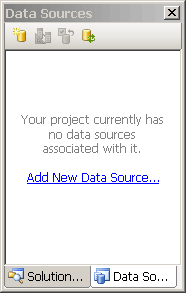 Data Sources
Your project currently has
no data sources
associated with it.
Add New Data Source...
Solution...
Data So...